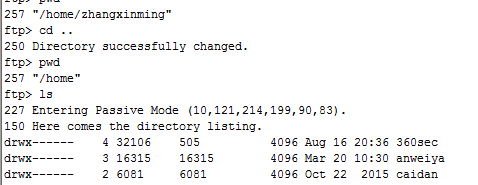 ftp> pwd
257 "/home/zhangxinming"
ftp> cd ..
250 Directory successfully changed.
ftp> pwd
257 "/home"
ftp> ls
227 Entering Passive Mode (10,121,214,199,90,83).
150 Here comes the directory listing.
drwx------ 4 32106 505 4096 Aug 16 20:36 360sec
drwx------ 3 16315 16315 4096 Mar 20 10:30 anweiya
drwx------ 2 6081 6081 4096 Oct 22 2015 caidan